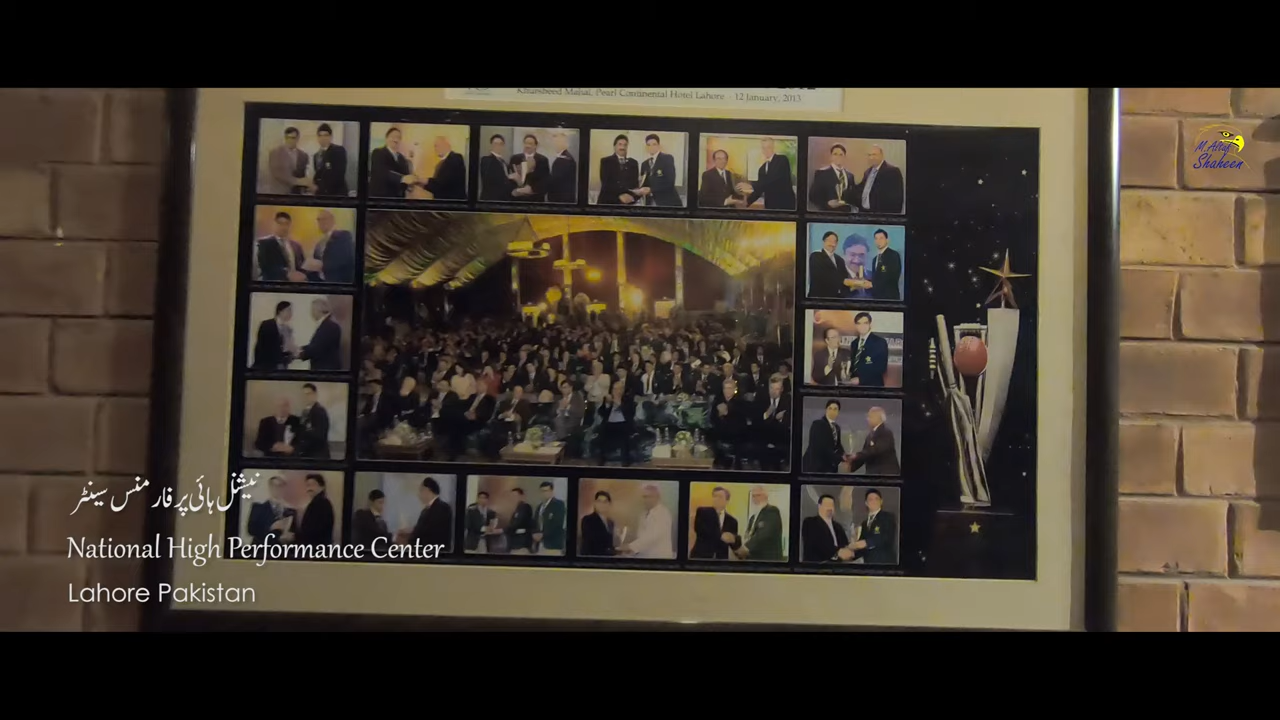 Khursheed Mahal, Pearl Continental Hotel Lahore - 12 January, 2013
M. Altaf
Shaheen
نیشنل ہائی پرفارمنس سینٹر
National High Performance Center
Lahore Pakistan